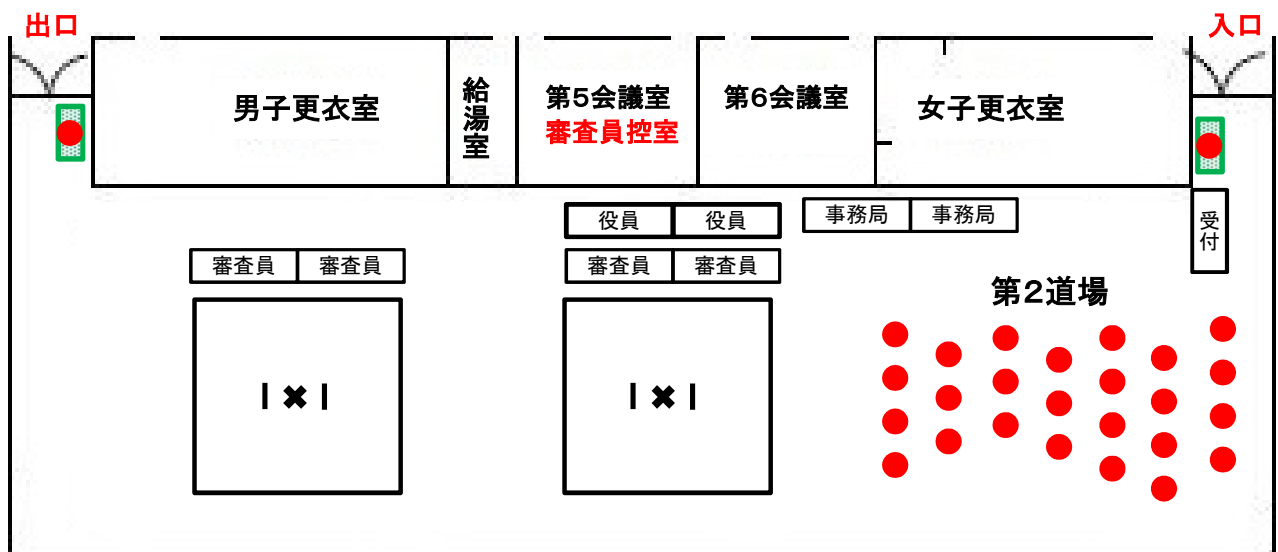 出口
入口
男子更衣室
給湯室
第5会議室
審査員控室
第6会議室
女子更衣室
役員
役員
事務局
事務局
受付
審査員
審査員
審査員
審査員
第2道場